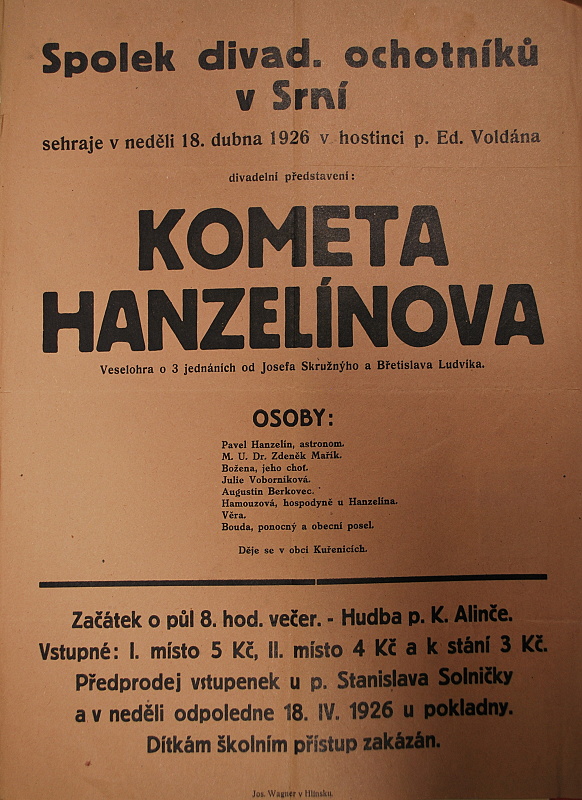 Spolek divad. ochotníků
v Srní
sehraje v neděli 18. dubna 1926 v hostinci p. Ed. Voldána
divadelní představení:
KOMETA
HANZELÍNOVA
Veselohra o 3 jednáních od Josefa Skružnýho a Břetislava Ludvíka.
OSOBY:
Pavel Hanzelín, astronom.
M. U. Dr. Zdeněk Mařík.
Božena, jeho choť.
Julie Voborníková.
Augustin Berkovec.
Hamouzová, hospodyně u Hanzelína.
Věra.
Bouda, ponocný a obecní posel.
Děje se v obci Kuřenicích.
Začátek o půl 8. hod. večer. - Hudba p. K. Alinče.
Vstupné: I. místo 5 Kč, II. místo 4 Kč a k stání 3 Kč.
Předprodej vstupenek u p. Stanislava Solničky
a v neděli odpoledne 18. IV. 1926 u pokladny.
Dítkám školním přístup zakázán.
Jos. Wagner v Hlinsku.